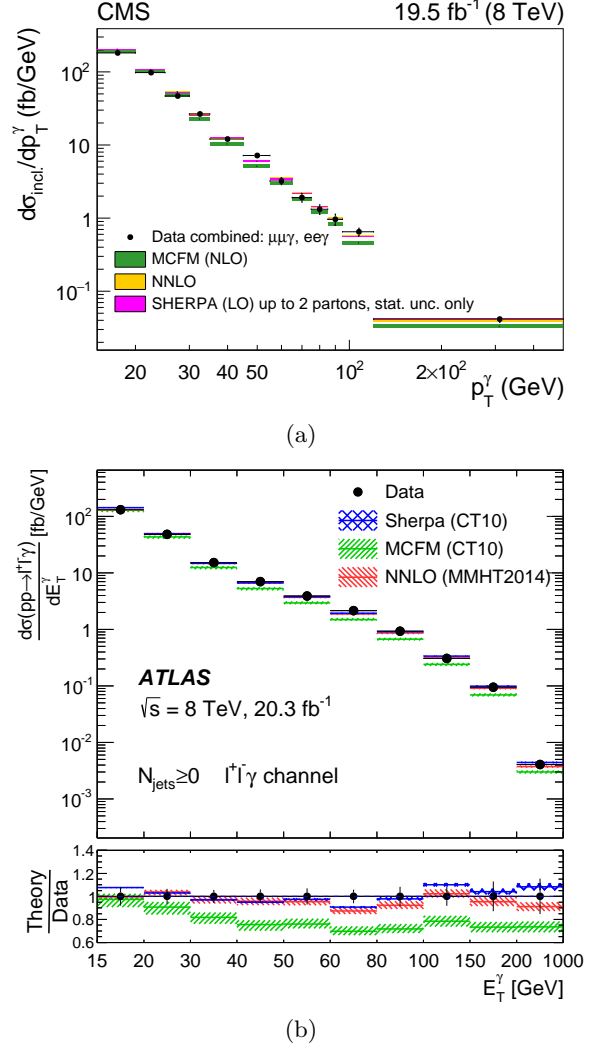 CMS 19.5 fb⁻¹ (8 TeV)
dσ_incl./dp_T^γ (fb/GeV)
10²
10
1
10⁻¹
Data combined: μμγ, eeγ
MCFM (NLO)
NNLO
SHERPA (LO) up to 2 partons, stat. unc. only
20 30 40 50 10² 2×10²
p_T^γ (GeV)
(a)
dσ(pp→l⁺l⁻γ)/dE_T^γ [fb/GeV]
10²
10
1
10⁻¹
10⁻²
10⁻³
Data
Sherpa (CT10)
MCFM (CT10)
NNLO (MMHT2014)
ATLAS
√s = 8 TeV, 20.3 fb⁻¹
N_jets≥0 l⁺l⁻γ channel
Theory/Data
1.4
1.2
1
0.8
0.6
15 20 30 40 50 60 80 100 150 200 1000
E_T^γ [GeV]
(b)